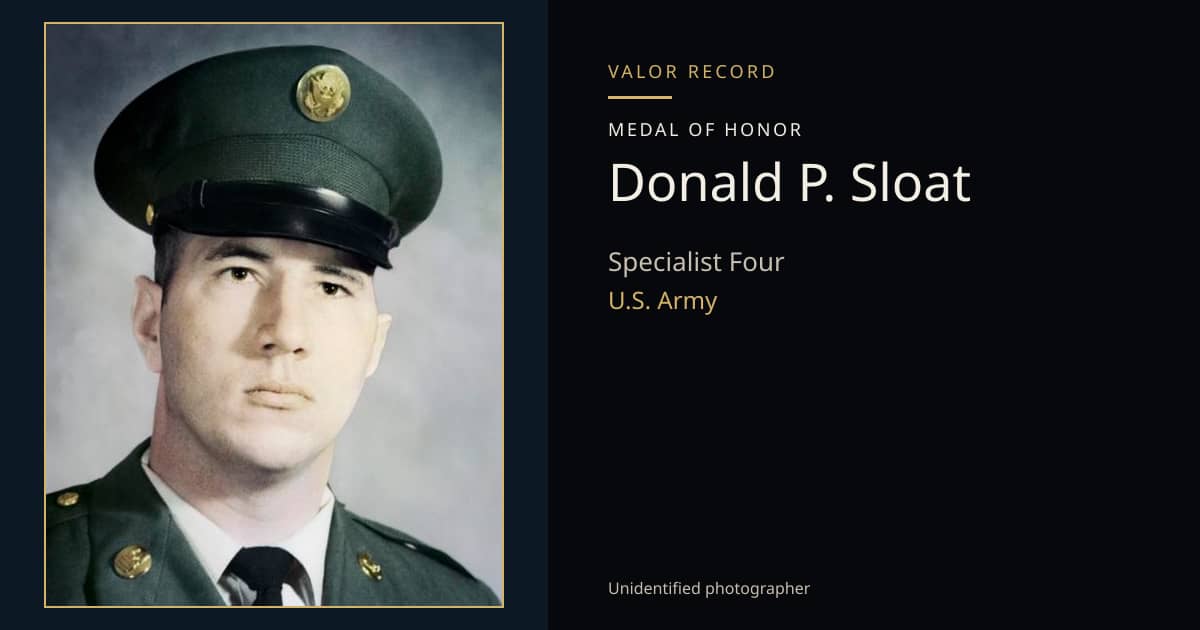 VALOR RECORD
MEDAL OF HONOR
Donald P. Sloat
Specialist Four
U.S. Army
Unidentified photographer